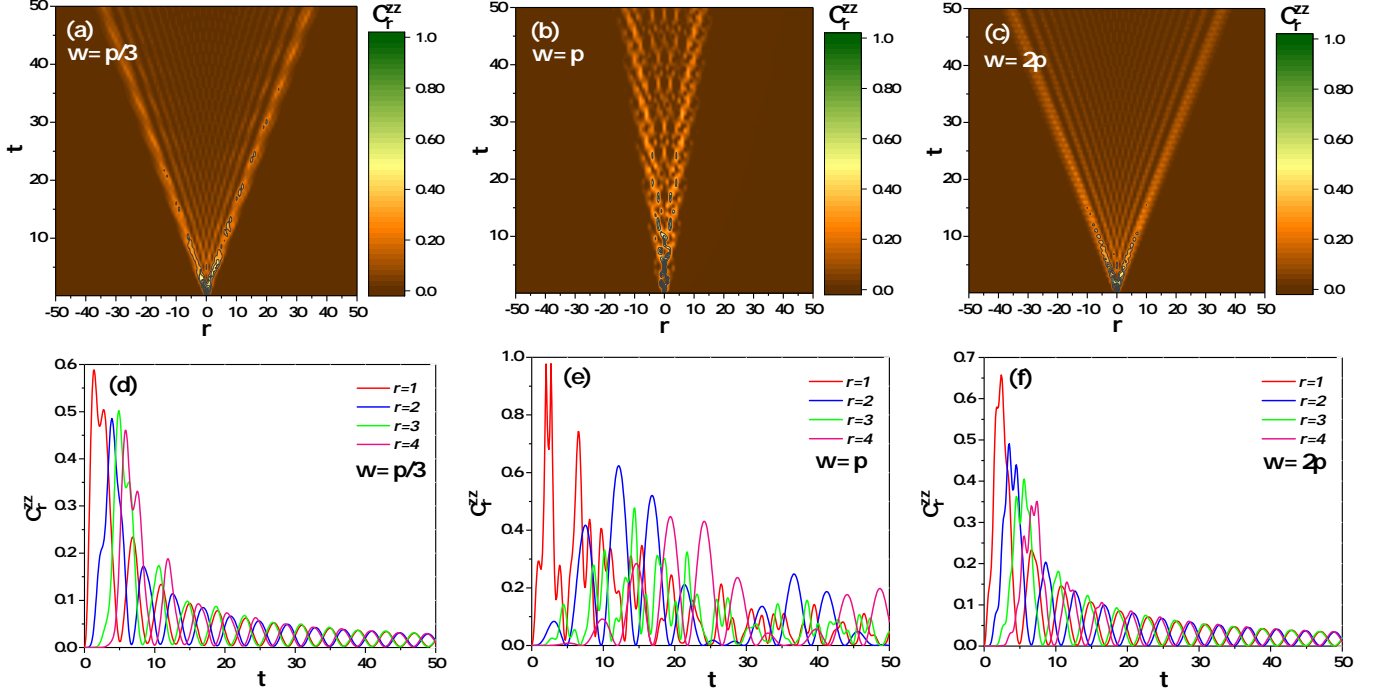 (a)
w= p/3
C_r^zz
t
50
40
30
20
10
-50 -40 -30 -20 -10 0 10 20 30 40 50
r
1.0
0.80
0.60
0.40
0.20
0.0
(b)
w= p
C_r^zz
t
50
40
30
20
10
-50 -40 -30 -20 -10 0 10 20 30 40 50
r
1.0
0.80
0.60
0.40
0.20
0.0
(c)
w= 2p
C_r^zz
t
50
40
30
20
10
-50 -40 -30 -20 -10 0 10 20 30 40 50
r
1.0
0.80
0.60
0.40
0.20
0.0
(d)
r=1
r=2
r=3
r=4
w= p/3
C_r^zz
0.6
0.5
0.4
0.3
0.2
0.1
0.0
0 10 20 30 40 50
t
(e)
r=1
r=2
r=3
r=4
w= p
C_r^zz
1.0
0.8
0.6
0.4
0.2
0.0
0 10 20 30 40 50
t
(f)
r=1
r=2
r=3
r=4
w= 2p
C_r^zz
0.7
0.6
0.5
0.4
0.3
0.2
0.1
0.0
0 10 20 30 40 50
t